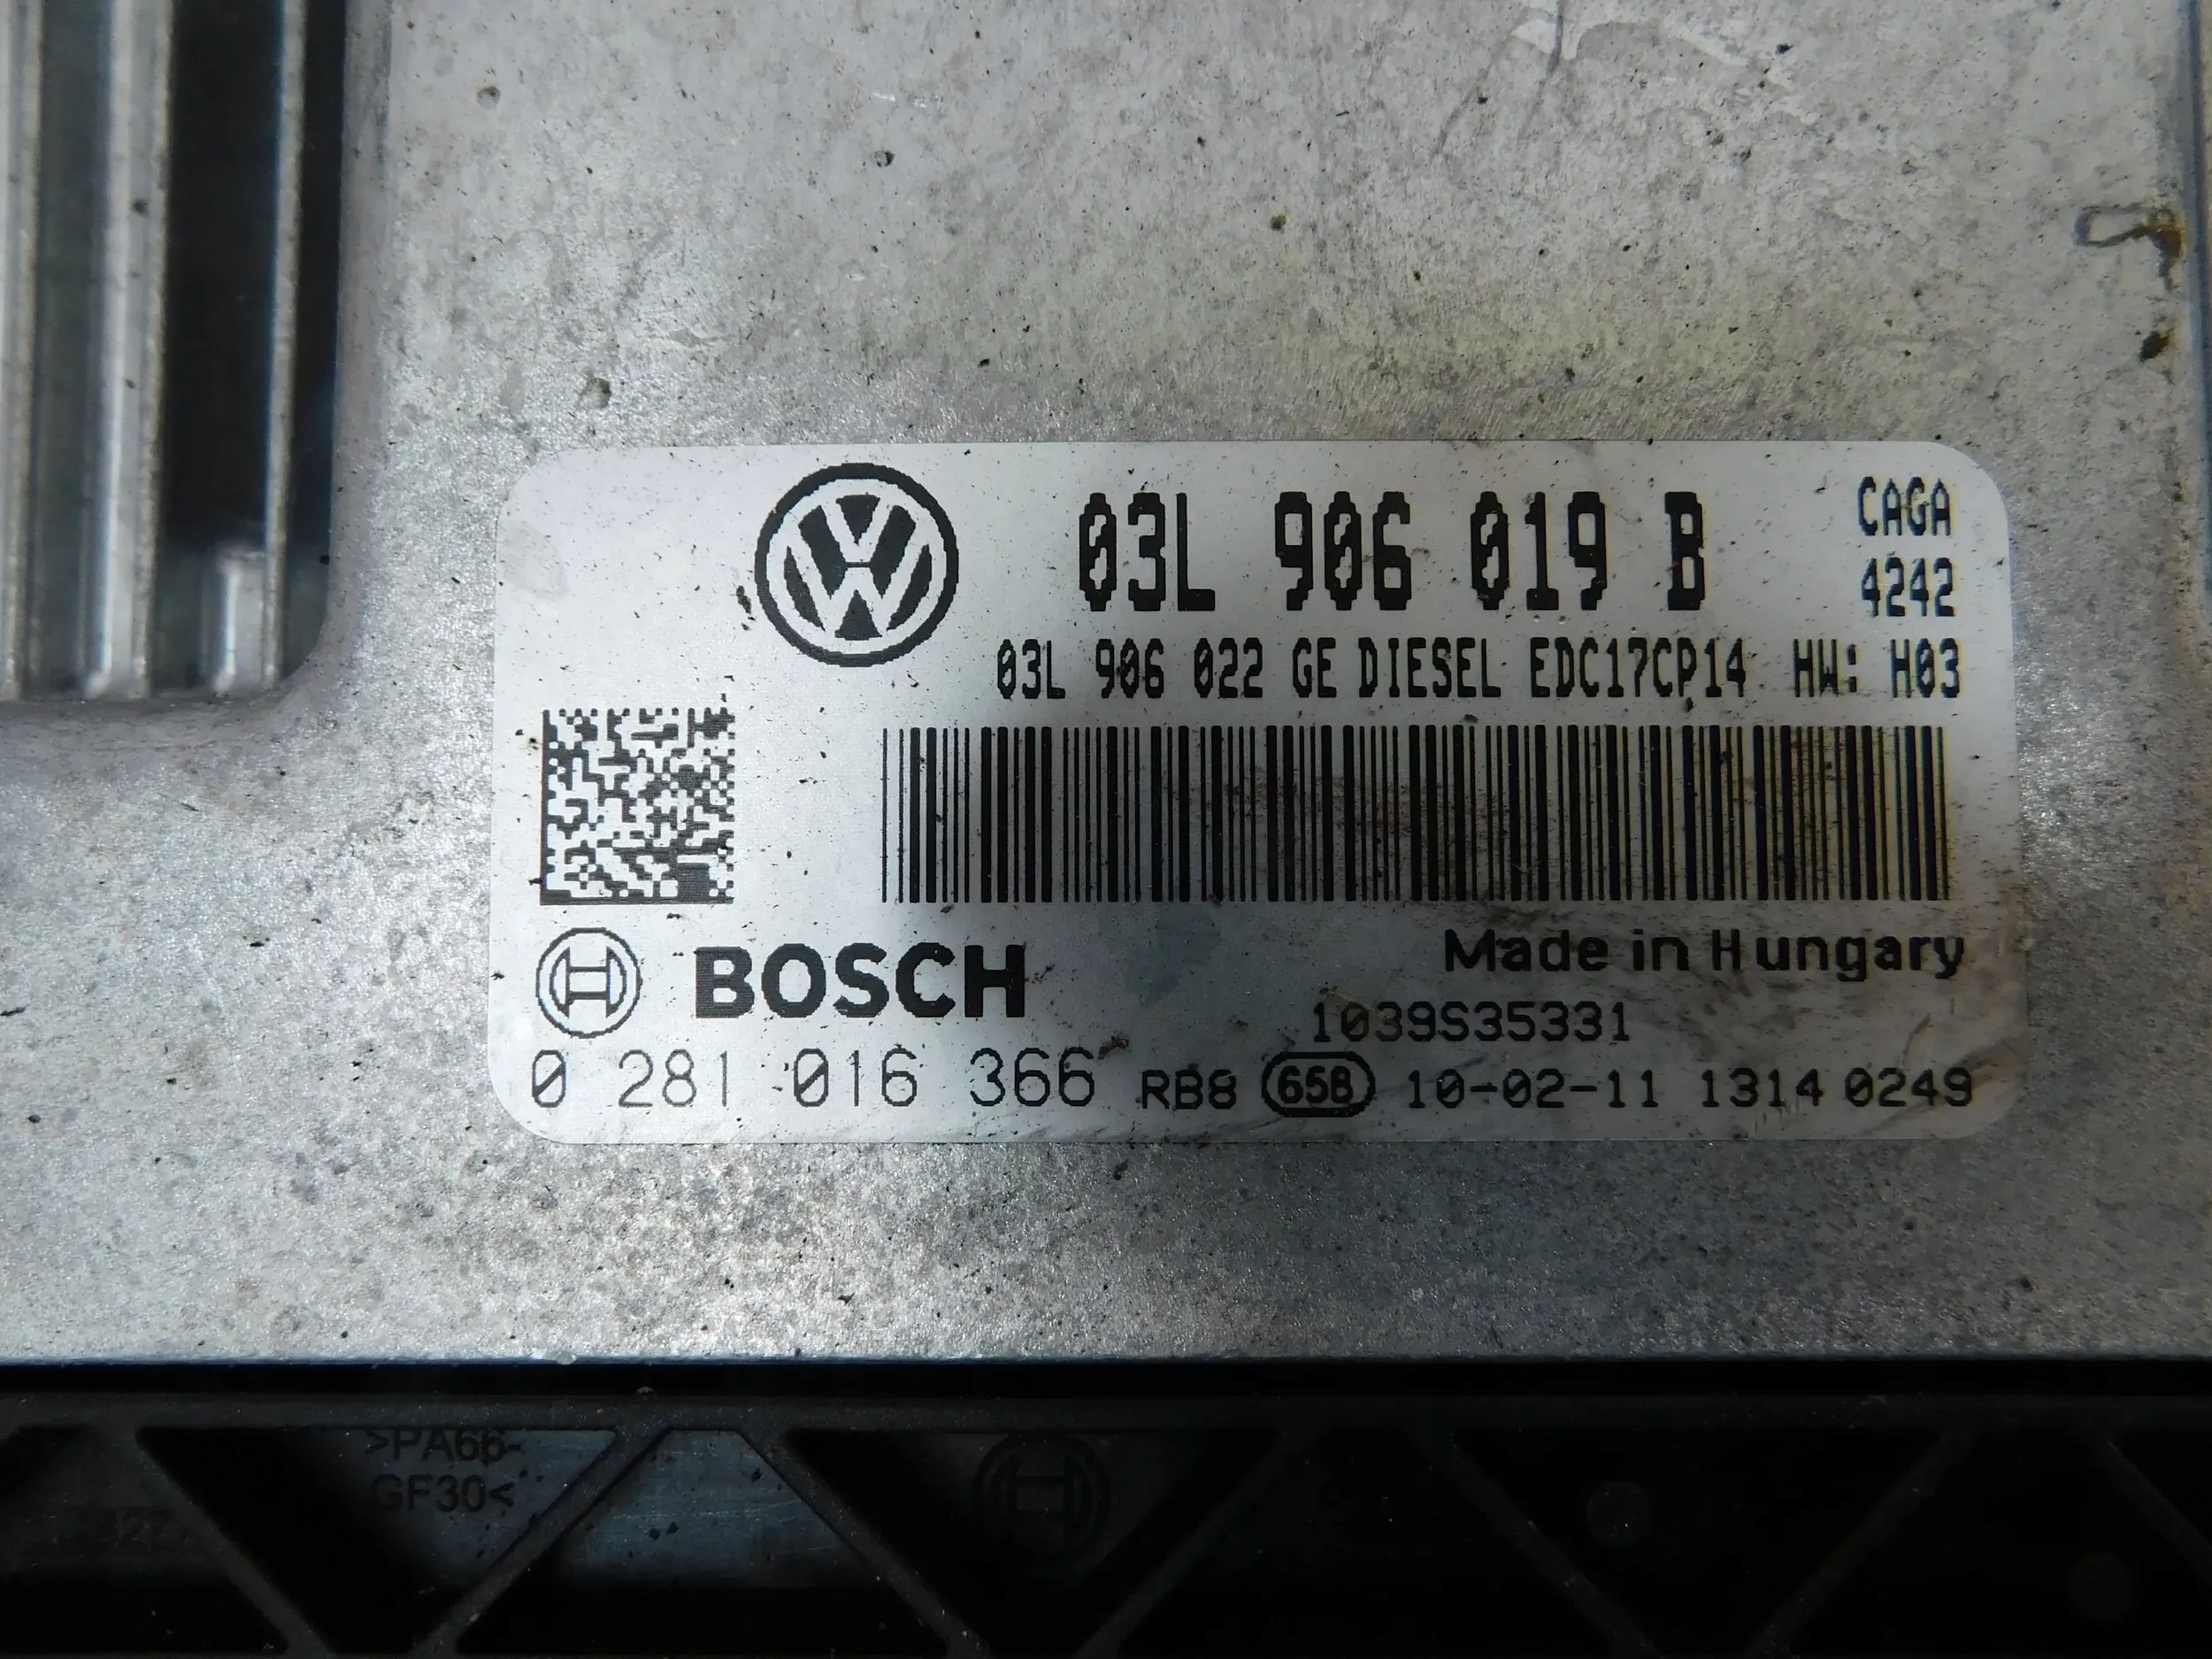 03L 906 019 B
CAGA
4242
03L 906 022 GE DIESEL EDC17CP14 HW: H03
BOSCH
Made in Hungary
1039S35331
0 281 016 366 RB8 65B 10-02-11 1314 0249
>PA66-
GF30<